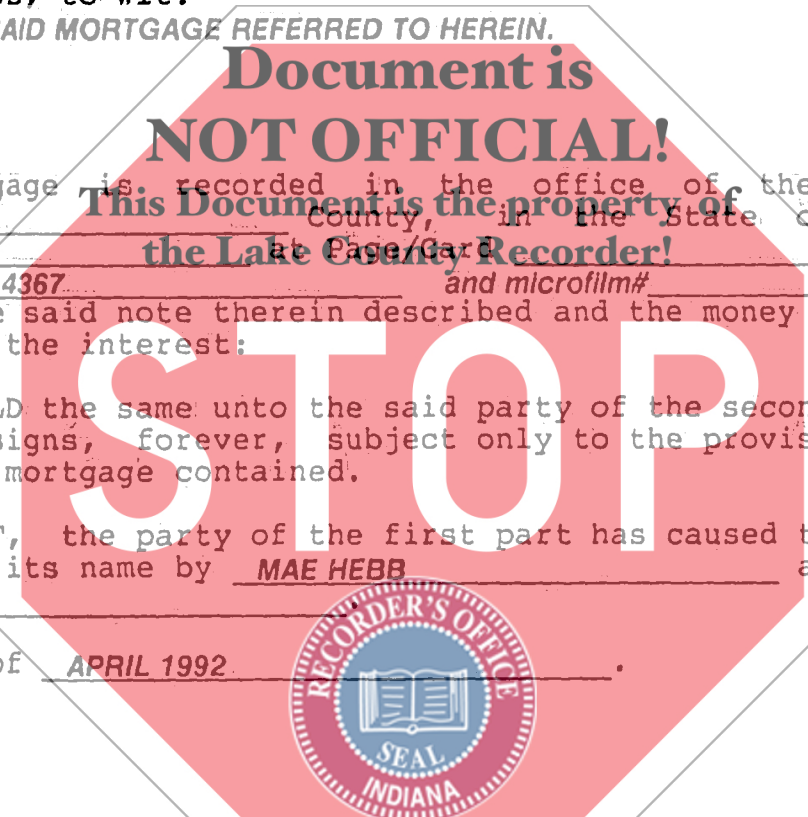 s, to wit:
AID MORTGAGE REFERRED TO HEREIN.
Document is
NOT OFFICIAL!
gage is recorded in the office of the
This Document is the property of
County, in the State
the Lake County Recorder!
at Page/Card
4367 and microfilm#
said note therein described and the money
the interest:
STOP
LD the same unto the said party of the secon
signs, forever, subject only to the provis
mortgage contained.
, the party of the first part has caused t
its name by MAE HEBB a
of APRIL 1992 .
RECORDER'S OFFICE
SEAL
INDIANA